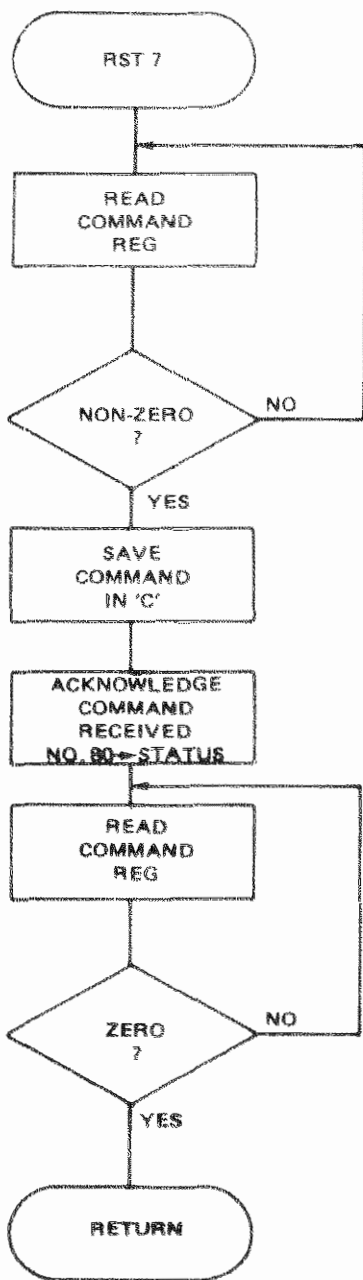 RST 7
READ
COMMAND
REG
NON-ZERO
?
NO
YES
SAVE
COMMAND
IN 'C'
ACKNOWLEDGE
COMMAND
RECEIVED
NO. 80→STATUS
READ
COMMAND
REG
ZERO
?
NO
YES
RETURN